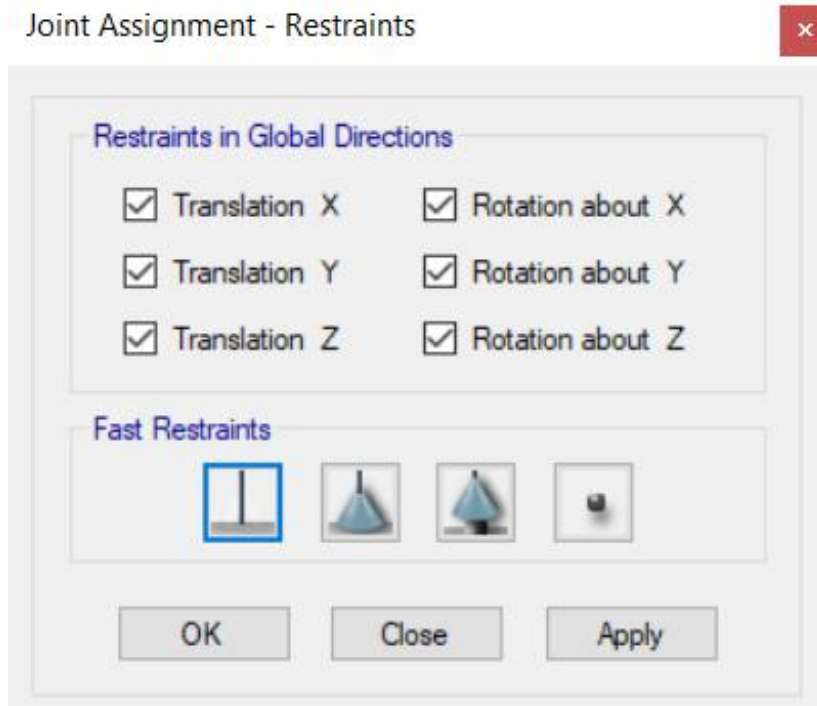 Joint Assignment - Restraints
x
Restraints in Global Directions
Translation X
Rotation about X
Translation Y
Rotation about Y
Translation Z
Rotation about Z
Fast Restraints
OK
Close
Apply